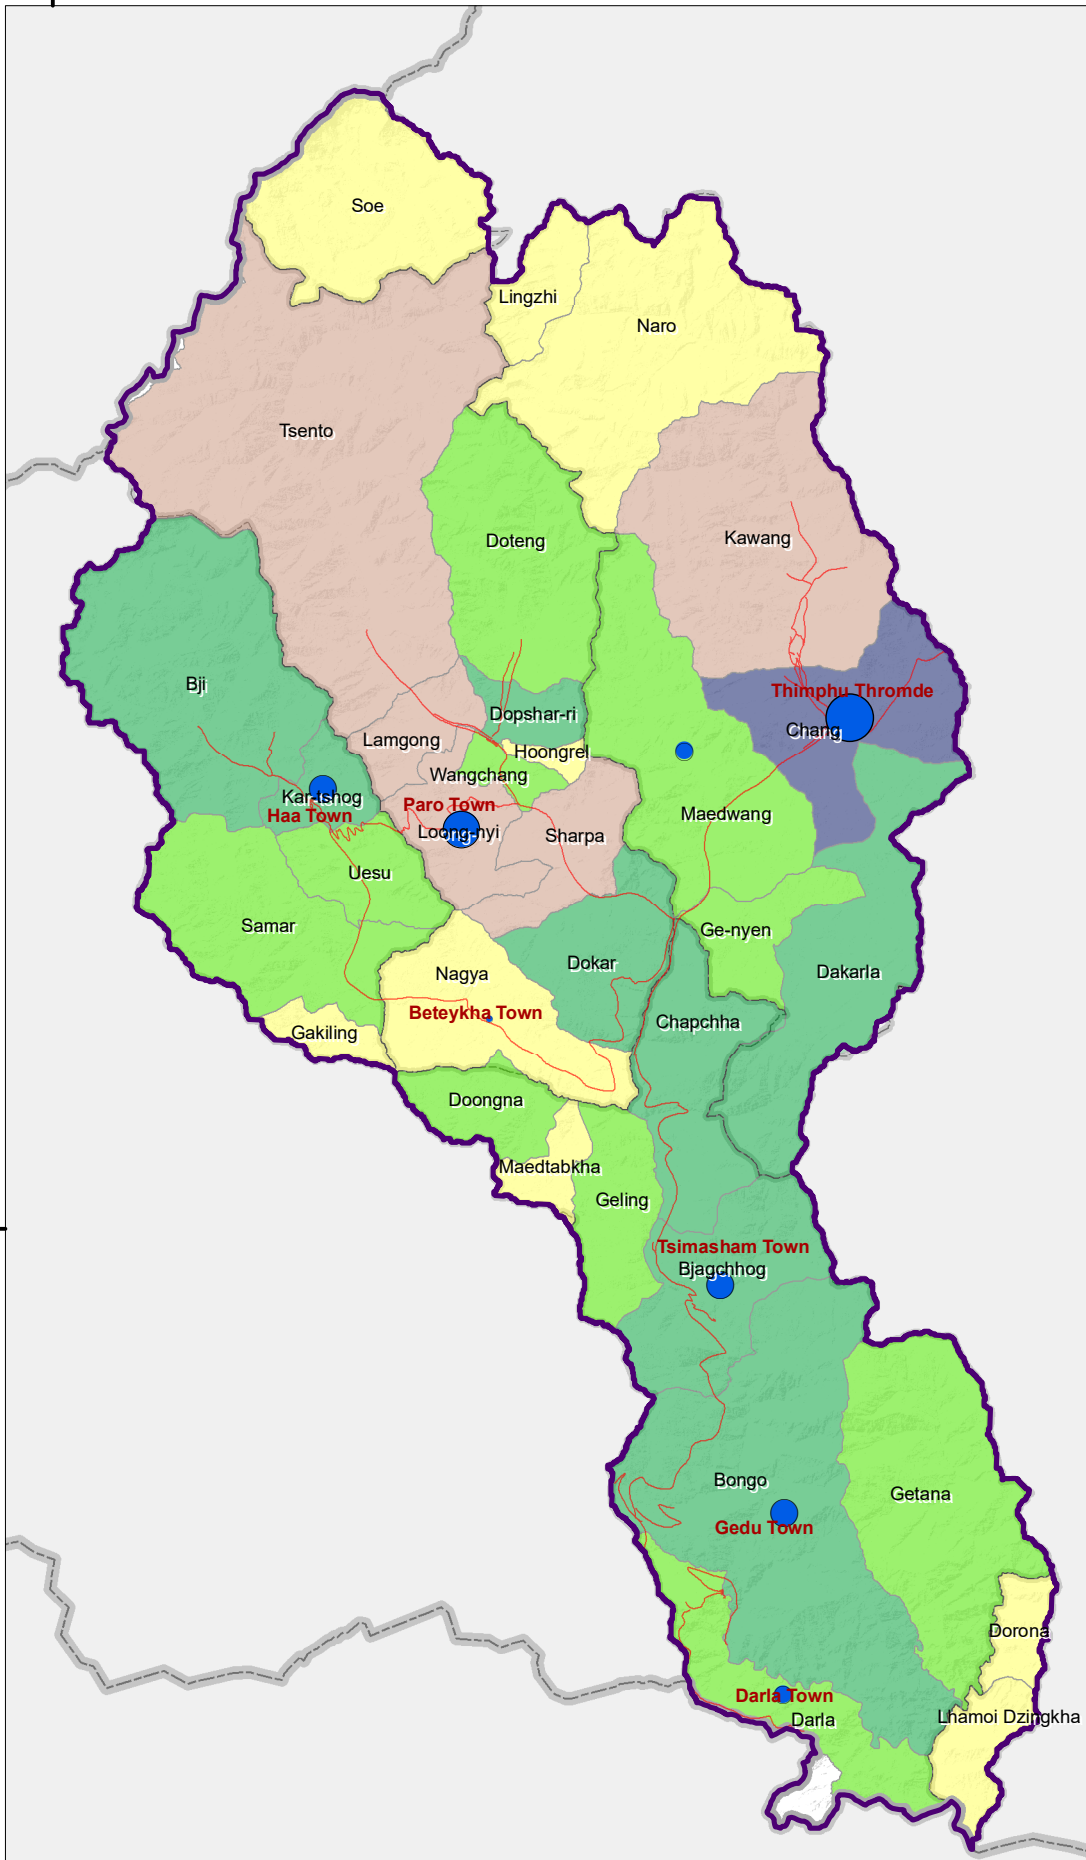 Soe
Lingzhi
Naro
Tsento
Kawang
Doteng
Bji
Thimphu Thromde
Dopshar-ri
Chang
Lamgong
Hoongrel
Wangchang
Kar-tshog
Paro Town
Haa Town
Maedwang
Loong-nyi
Sharpa
Uesu
Samar
Ge-nyen
Dokar
Dakarla
Nagya
Beteykha Town
Chapchha
Gakiling
Doongna
Maedtabkha
Geling
Tsimasham Town
Bjagchhog
Bongo
Getana
Gedu Town
Dorona
Darla Town
Lhamoi Dzingkha
Darla